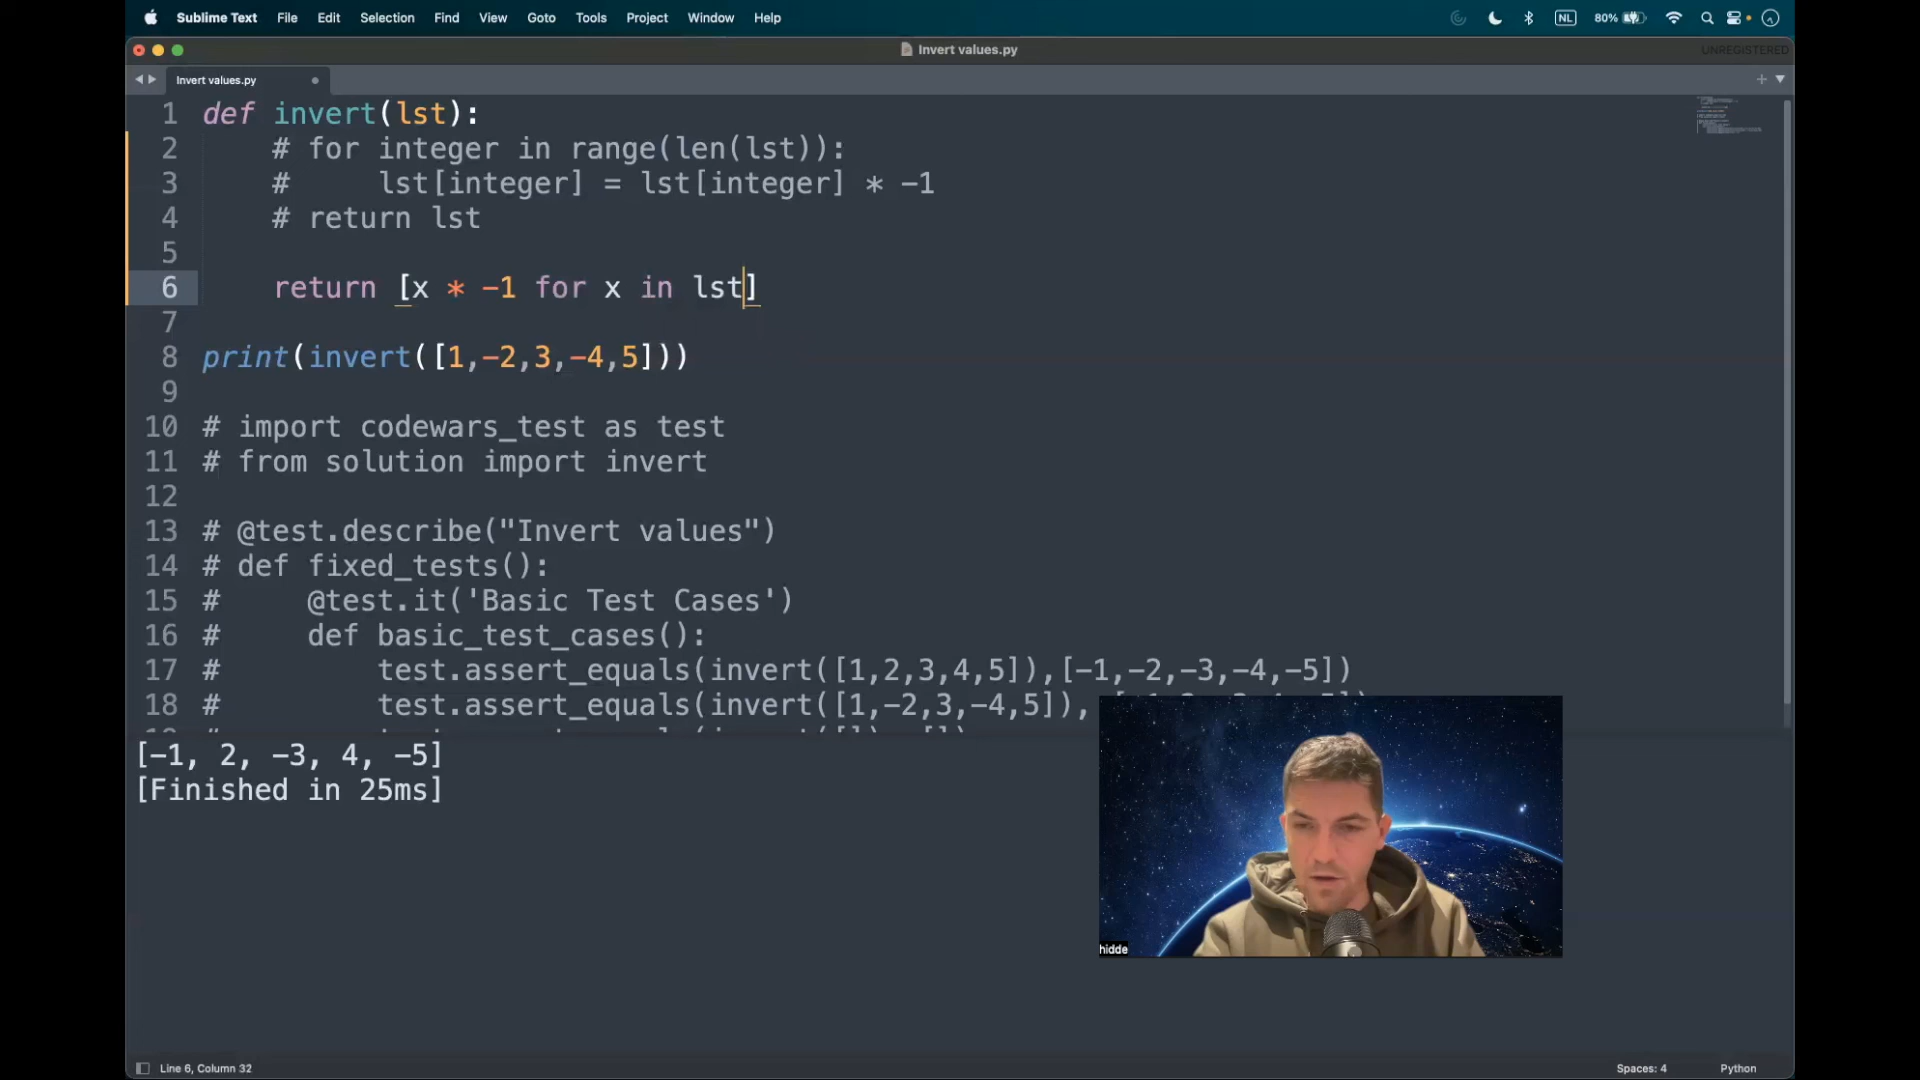 Sublime Text File Edit Selection Find View Goto Tools Project Window Help NL 80%
Invert values.py UNREGISTERED
Invert values.py
1 def invert(lst):
2 # for integer in range(len(lst)):
3 # lst[integer] = lst[integer] * -1
4 # return lst
5
6 return [x * -1 for x in lst]
7
8 print(invert([1,-2,3,-4,5]))
9
10 # import codewars_test as test
11 # from solution import invert
12
13 # @test.describe("Invert values")
14 # def fixed_tests():
15 # @test.it('Basic Test Cases')
16 # def basic_test_cases():
17 # test.assert_equals(invert([1,2,3,4,5]),[-1,-2,-3,-4,-5])
18 # test.assert_equals(invert([1,-2,3,-4,5]),
[-1, 2, -3, 4, -5]
[Finished in 25ms]
hidde
Line 6, Column 32 Spaces: 4 Python